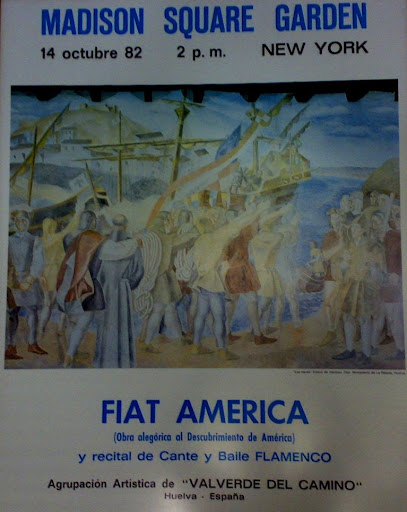 MADISON SQUARE GARDEN
14 octubre 82 2 p. m. NEW YORK
FIAT AMERICA
(Obra alegórica al Descubrimiento de América)
y recital de Cante y Baile FLAMENCO
Agrupación Artistica de "VALVERDE DEL CAMINO"
Huelva - España